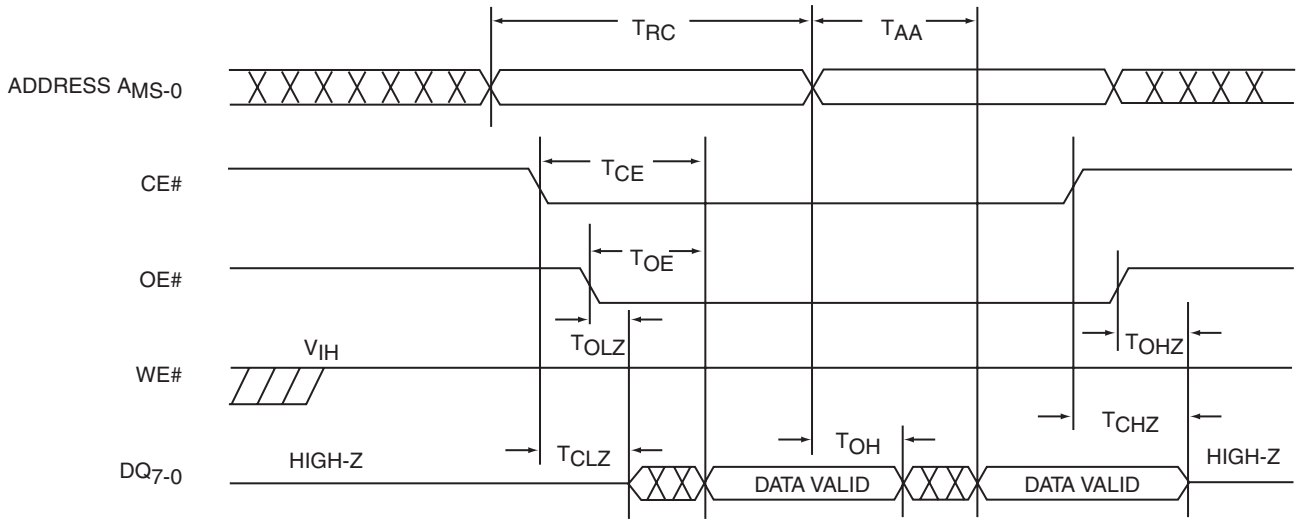 TRC
TAA
ADDRESS AMS-0
TCE
CE#
TOE
OE#
TOLZ
TOHZ
VIH
WE#
TCHZ
TCLZ
TOH
HIGH-Z
HIGH-Z
DQ7-0
DATA VALID
DATA VALID